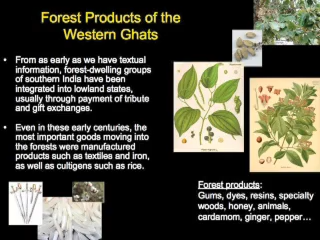 Forest Products of the
Western Ghats
• From as early as we have textual
information, forest-dwelling groups
of southern India have been
integrated into lowland states,
usually through payment of tribute
and gift exchanges.
• Even in these early centuries, the
most important goods moving into
the forests were manufactured
products such as textiles and iron,
as well as cultigens such as rice.
Forest products:
Gums, dyes, resins, specialty
woods, honey, animals,
cardamom, ginger, pepper…